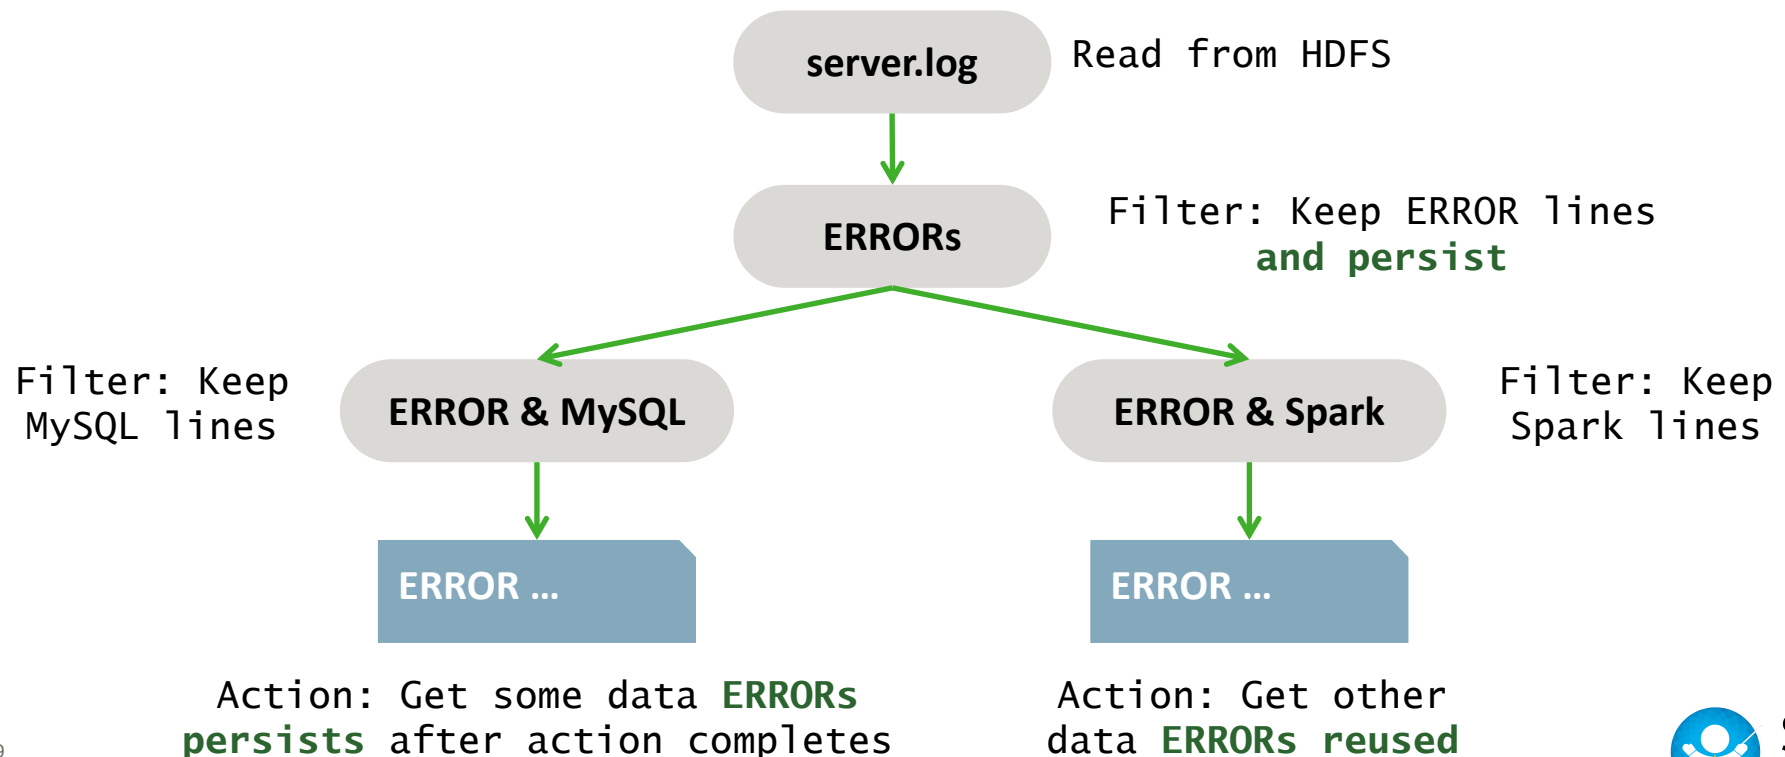 server.log
Read from HDFS
ERRORs
Filter: Keep ERROR lines
and persist
Filter: Keep
MySQL lines
ERROR & MySQL
ERROR & Spark
Filter: Keep
Spark lines
ERROR ...
ERROR ...
Action: Get some data ERRORs
persists after action completes
Action: Get other
data ERRORs reused
9